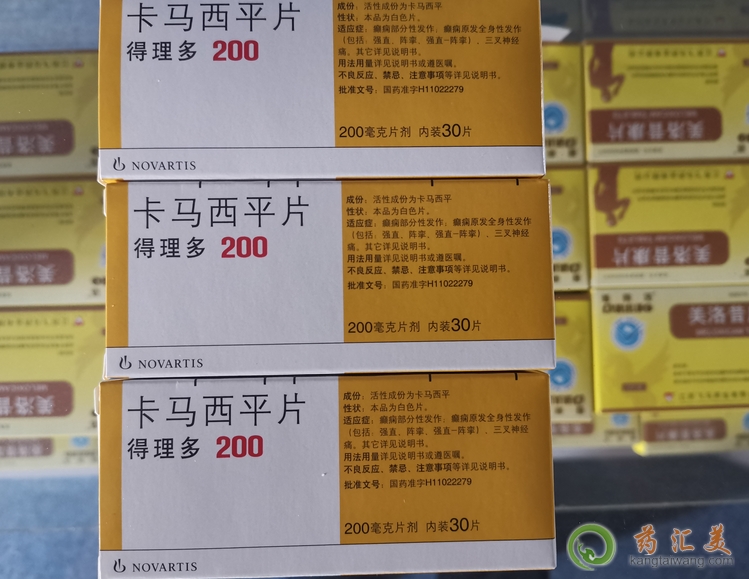 卡马西平片
得理多 200
成份：活性成份为卡马西平
性状：本品为白色片。
适应症：癫痫部分性发作；癫痫原发全身性发作
（包括：强直、阵挛、强直-阵挛）、三叉神经
痛。其它详见说明书。
用法用量详见说明书或遵医嘱。
不良反应、禁忌、注意事项等详见说明书。
批准文号：国药准字H11022279
200毫克片剂 内装30片
NOVARTIS
卡马西平片
得理多 200
成份：活性成份为卡马西平
性状：本品为白色片。
适应症：癫痫部分性发作；癫痫原发全身性发作
（包括：强直、阵挛、强直-阵挛）、三叉神经
痛。其它详见说明书。
用法用量详见说明书或遵医嘱。
不良反应、禁忌、注意事项等详见说明书。
批准文号：国药准字H11022279
200毫克片剂 内装30片
NOVARTIS
卡马西平片
得理多 200
成份：活性成份为卡马西平
性状：本品为白色片。
适应症：癫痫部分性发作；癫痫原发全身性发作
（包括：强直、阵挛、强直-阵挛）、三叉神经
痛。其它详见说明书。
用法用量详见说明书或遵医嘱。
不良反应、禁忌、注意事项等详见说明书。
批准文号：国药准字H11022279
200毫克片剂 内装30片
NOVARTIS
美洛昔康片
美洛昔康片
药汇美
kangtaiwang.com